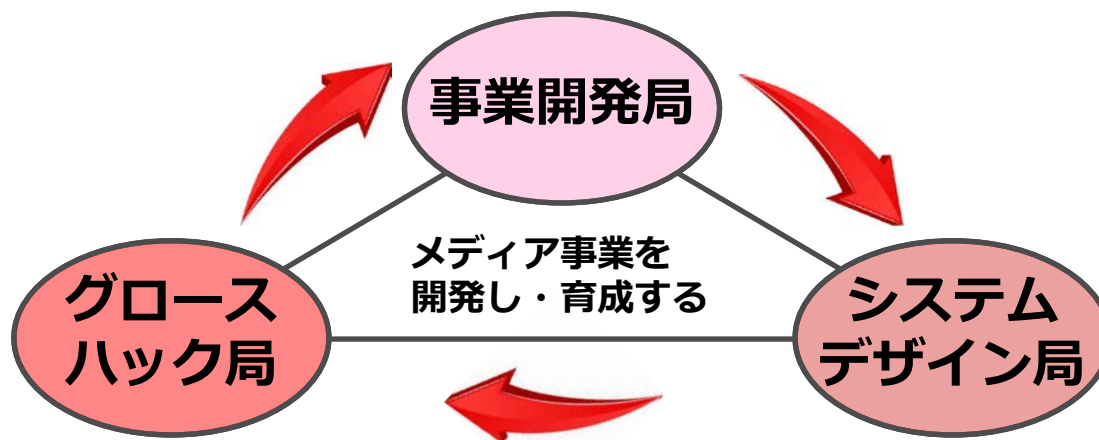 事業開発局
メディア事業を
開発し・育成する
グロース
ハック局
システム
デザイン局